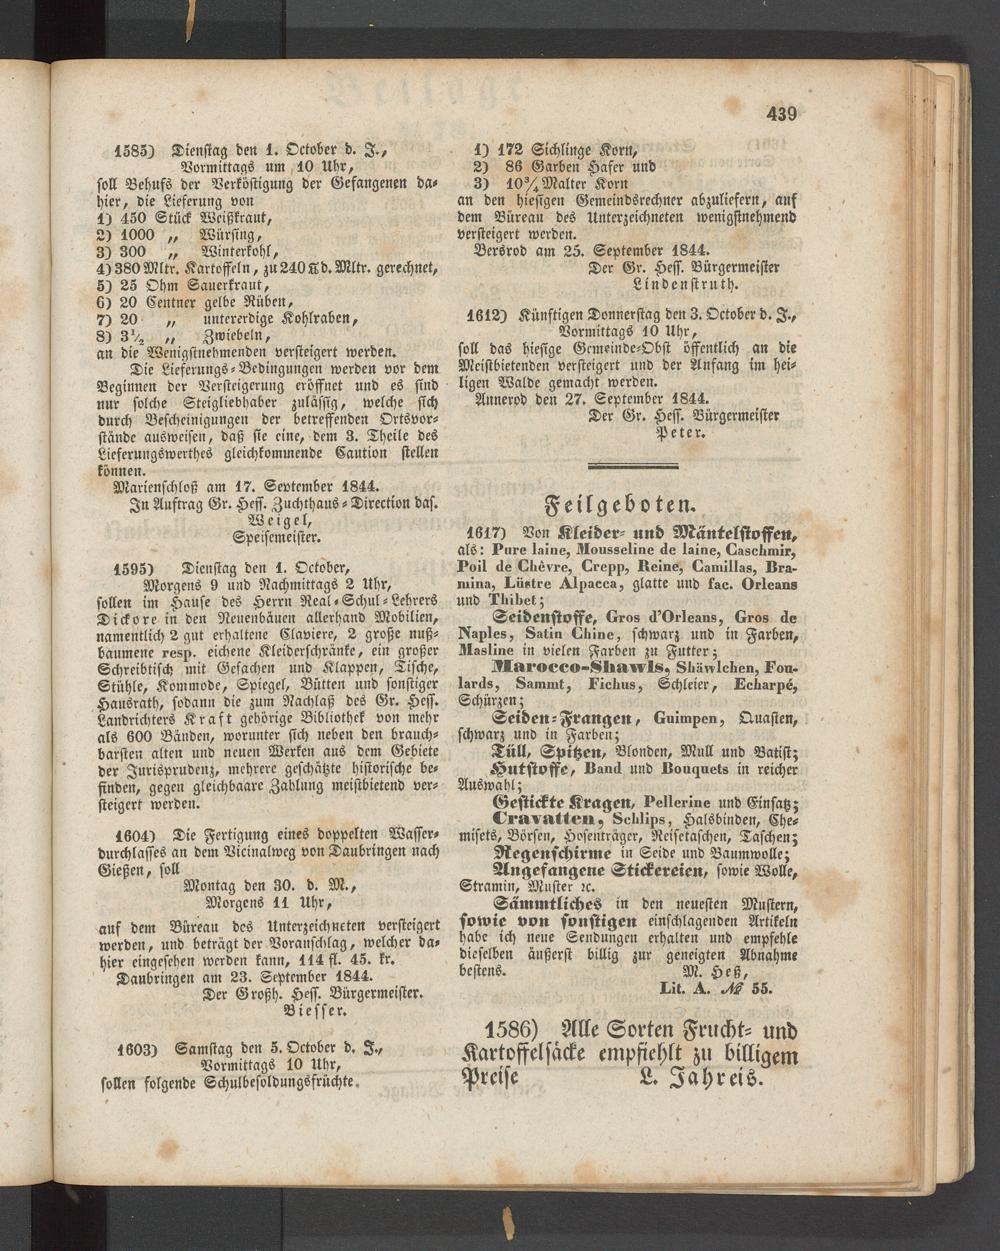 439
1585) Dienstag den 1. October d. J.,
Vormittags um 10 Uhr,
soll Behufs der Verköstigung der Gefangenen da-
hier, die Lieferung von
1) 450 Stück Weißkraut,
2) 1000 „ Würsing,
3) 300 „ Winterkohl,
4) 380 Mltr. Kartoffeln, zu 240 ℔ d. Mltr. gerechnet,
5) 25 Ohm Sauerkraut,
6) 20 Centner gelbe Rüben,
7) 20 „ untererdige Kohlraben,
8) 3½ „ Zwiebeln,
an die Wenigstnehmenden versteigert werden.
Die Lieferungs-Bedingungen werden vor dem
Beginnen der Versteigerung eröffnet und es sind
nur solche Steigliebhaber zulässig, welche sich
durch Bescheinigungen der betreffenden Ortsvor-
stände ausweisen, daß sie eine, dem 3. Theile des
Lieferungswerthes gleichkommende Caution stellen
können.
Marienschloß am 17. September 1844.
In Auftrag Gr. Hess. Zuchthaus-Direction das.
Weigel,
Speisemeister.
1595) Dienstag den 1. October,
Morgens 9 und Nachmittags 2 Uhr,
sollen im Hause des Herrn Real-Schul-Lehrers
Dickore in den Neuenbäuen allerhand Mobilien,
namentlich 2 gut erhaltene Claviere, 2 große nuß-
baumene resp. eichene Kleiderschränke, ein großer
Schreibtisch mit Gefachen und Klappen, Tische,
Stühle, Kommode, Spiegel, Bütten und sonstiger
Hausrath, sodann die zum Nachlaß des Gr. Hess.
Landrichters Kraft gehörige Bibliothek von mehr
als 600 Bänden, worunter sich neben den brauch-
barsten alten und neuen Werken aus dem Gebiete
der Jurisprudenz, mehrere geschätzte historische be-
finden, gegen gleichbaare Zahlung meistbietend ver-
steigert werden.
1604) Die Fertigung eines doppelten Wasser-
durchlasses an dem Vicinalweg von Daubringen nach
Gießen, soll
Montag den 30. d. M.,
Morgens 11 Uhr,
auf dem Büreau des Unterzeichneten versteigert
werden, und beträgt der Voranschlag, welcher da-
hier eingesehen werden kann, 114 fl. 45. kr.
Daubringen am 23. September 1844.
Der Großh. Hess. Bürgermeister.
Biesser.
1603) Samstag den 5. October d. J.,
Vormittags 10 Uhr,
sollen folgende Schulbesoldungsfrüchte.
1) 172 Sichlinge Korn,
2) 86 Garben Hafer und
3) 10¾ Malter Korn
an den hiesigen Gemeindsrechner abzuliefern, auf
dem Büreau des Unterzeichneten wenigstnehmend
versteigert werden.
Bersrod am 25. September 1844.
Der Gr. Hess. Bürgermeister
Lindenstruth.
1612) Künftigen Donnerstag den 3. October d. J.,
Vormittags 10 Uhr,
soll das hiesige Gemeinde-Obst öffentlich an die
Meistbietenden versteigert und der Anfang im hei-
ligen Walde gemacht werden.
Annerod den 27. September 1844.
Der Gr. Hess. Bürgermeister
Peter.
Feilgeboten.
1617) Von Kleider- und Mäntelstoffen,
als: Pure laine, Mousseline de laine, Caschmir,
Poil de Chêvre, Crepp, Reine, Camillas, Bra-
mina, Lüstre Alpacca, glatte und fac. Orleans
und Thibet;
Seidenstoffe, Gros d'Orleans, Gros de
Naples, Satin Chine, schwarz und in Farben,
Masline in vielen Farben zu Futter;
Marocco-Shawls, Shäwlchen, Fou-
lards, Sammt, Fichus, Schleier, Echarpé,
Schürzen;
Seiden-Frangen, Guimpen, Quasten,
schwarz und in Farben;
Tüll, Spitzen, Blonden, Mull und Batist;
Hutstoffe, Band und Bouquets in reicher
Auswahl;
Gestickte Kragen, Pellerine und Einsatz;
Cravatten, Schlips, Halsbinden, Che-
misets, Börsen, Hosenträger, Reisetaschen, Taschen;
Regenschirme in Seide und Baumwolle;
Angefangene Stickereien, sowie Wolle,
Stramin, Muster ꝛc.
Sämmtliches in den neuesten Mustern,
sowie von sonstigen einschlagenden Artikeln
habe ich neue Sendungen erhalten und empfehle
dieselben äußerst billig zur geneigten Abnahme
bestens. M. Heß,
Lit. A. № 55.
1586) Alle Sorten Frucht- und
Kartoffelsäcke empfiehlt zu billigem
Preise L. Jahreis.